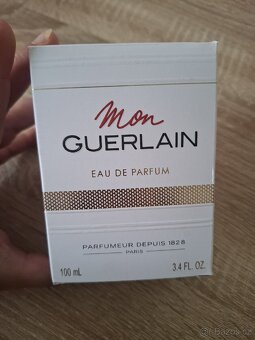 Mon
GUERLAIN
EAU DE PARFUM
PARFUMEUR DEPUIS 1828
PARIS
100 mL
3.4 FL. OZ.